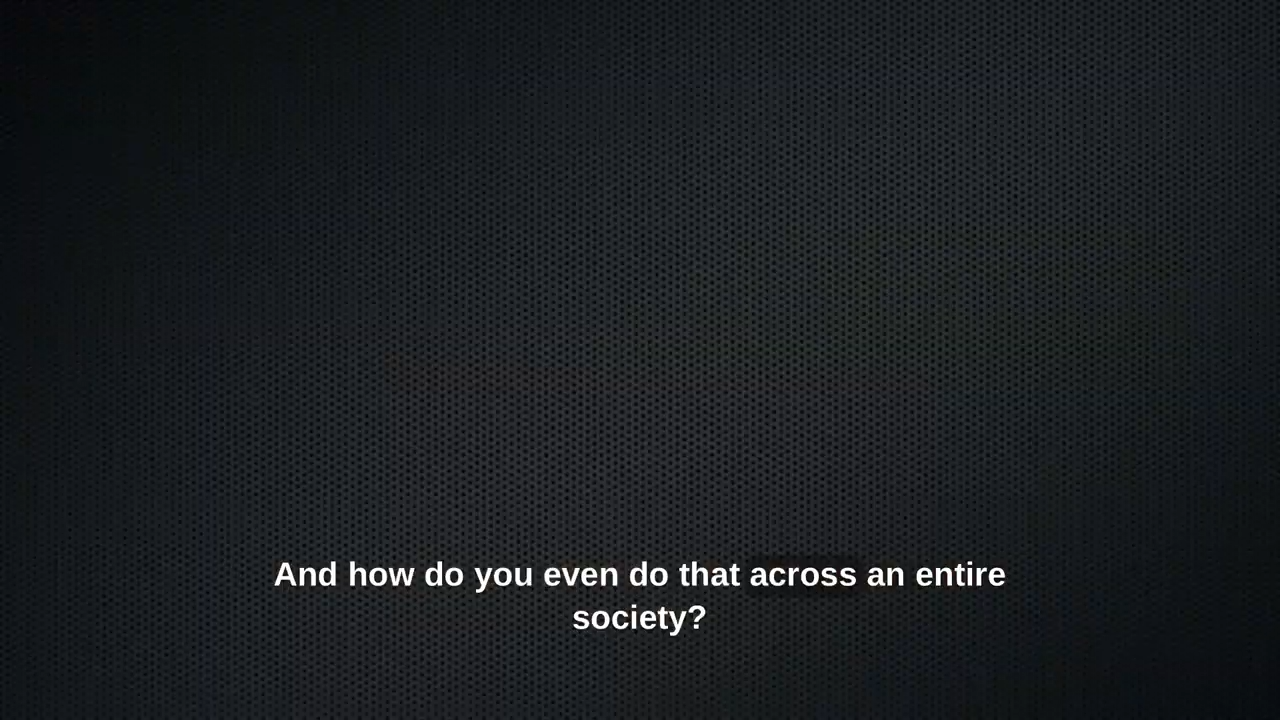 And how do you even do that across an entire
society?